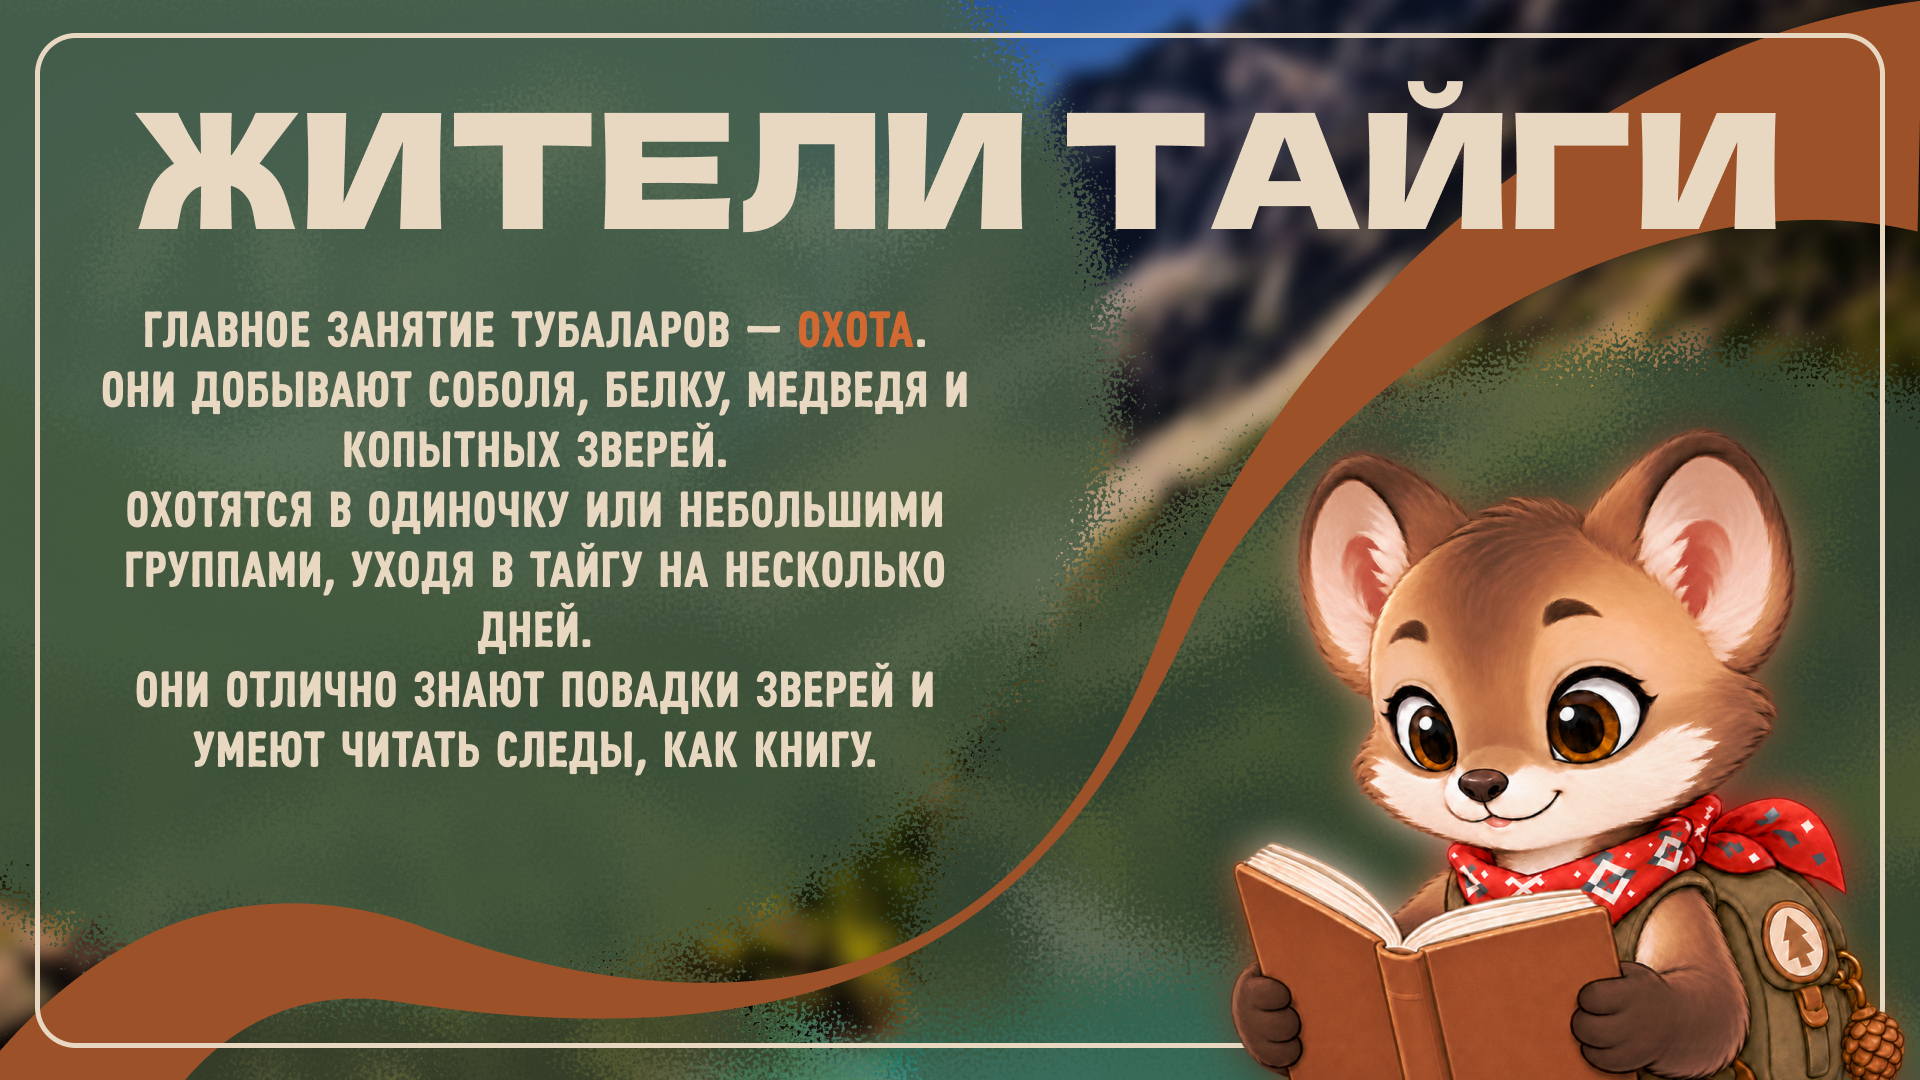 ЖИТЕЛИ ТАЙГИ
ГЛАВНОЕ ЗАНЯТИЕ ТУБАЛАРОВ — ОХОТА.
ОНИ ДОБЫВАЮТ СОБОЛЯ, БЕЛКУ, МЕДВЕДЯ И
КОПЫТНЫХ ЗВЕРЕЙ.
ОХОТЯТСЯ В ОДИНОЧКУ ИЛИ НЕБОЛЬШИМИ
ГРУППАМИ, УХОДЯ В ТАЙГУ НА НЕСКОЛЬКО
ДНЕЙ.
ОНИ ОТЛИЧНО ЗНАЮТ ПОВАДКИ ЗВЕРЕЙ И
УМЕЮТ ЧИТАТЬ СЛЕДЫ, КАК КНИГУ.